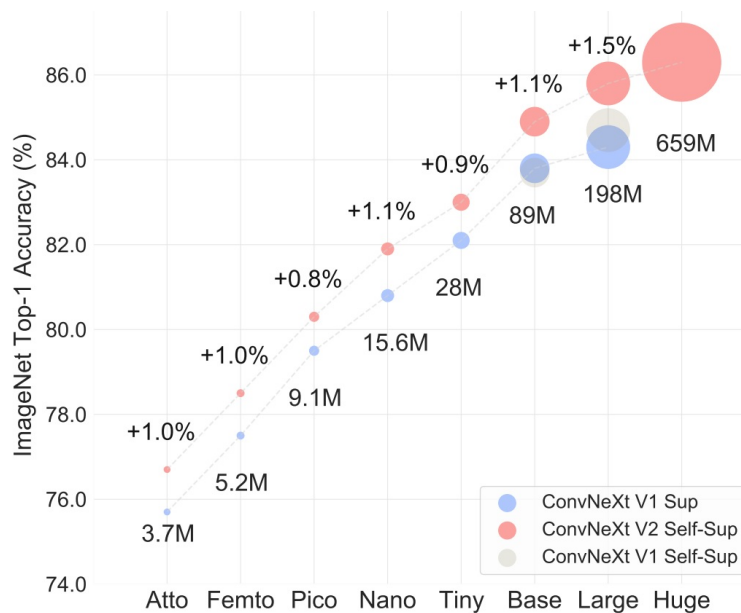 ImageNet Top-1 Accuracy (%)
86.0
84.0
82.0
80.0
78.0
76.0
74.0
+1.0%
+1.0%
+0.8%
+1.1%
+0.9%
+1.1%
+1.5%
3.7M
5.2M
9.1M
15.6M
28M
89M
198M
659M
ConvNeXt V1 Sup
ConvNeXt V2 Self-Sup
ConvNeXt V1 Self-Sup
Atto Femto Pico Nano Tiny Base Large Huge